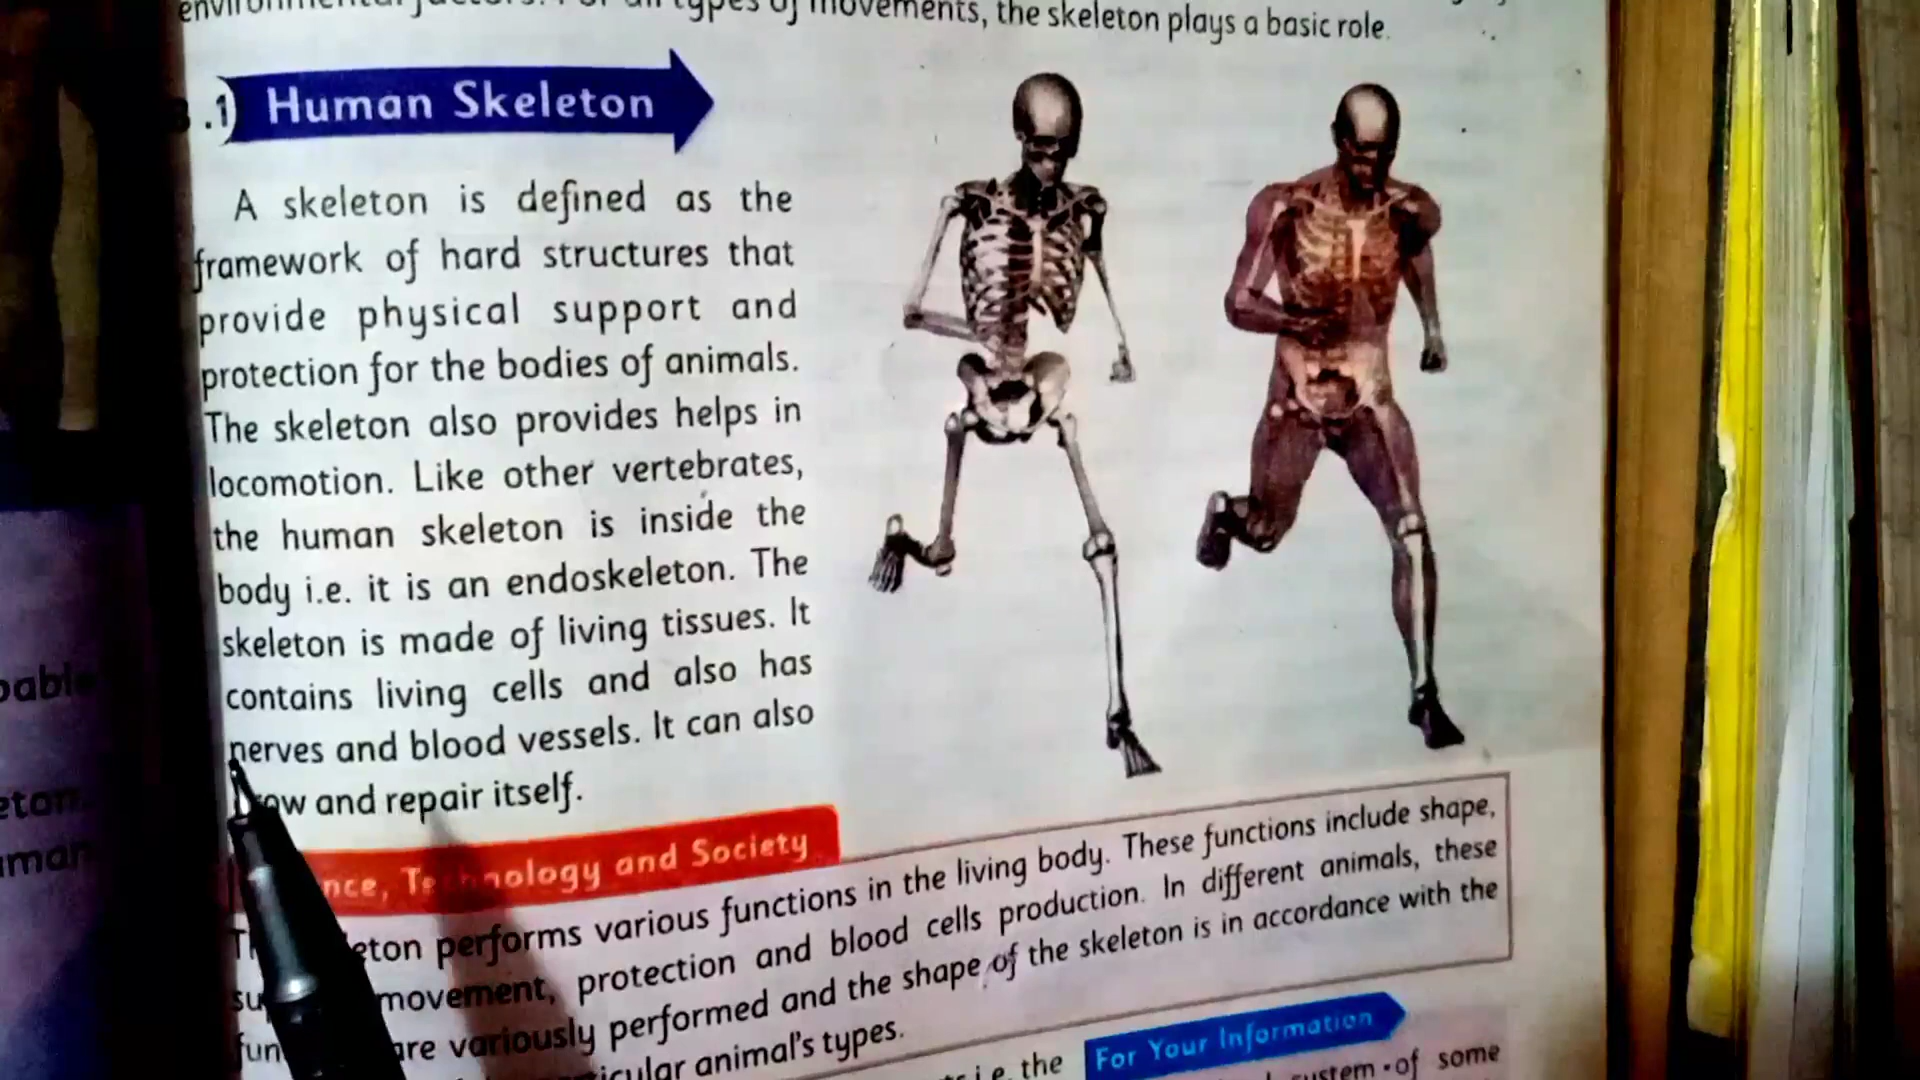 types of movements, the skeleton plays a basic role.
.1) Human Skeleton
A skeleton is defined as the
framework of hard structures that
provide physical support and
protection for the bodies of animals.
The skeleton also provides helps in
locomotion. Like other vertebrates,
the human skeleton is inside the
body i.e. it is an endoskeleton. The
skeleton is made of living tissues. It
contains living cells and also has
nerves and blood vessels. It can also
and repair itself.
and Society
performs various functions in the living body. These functions include shape,
movement, protection and blood cells production. In different animals, these
are variously performed and the shape of the skeleton is in accordance with the
animal's types.
i.e. the
For Your Information
of some